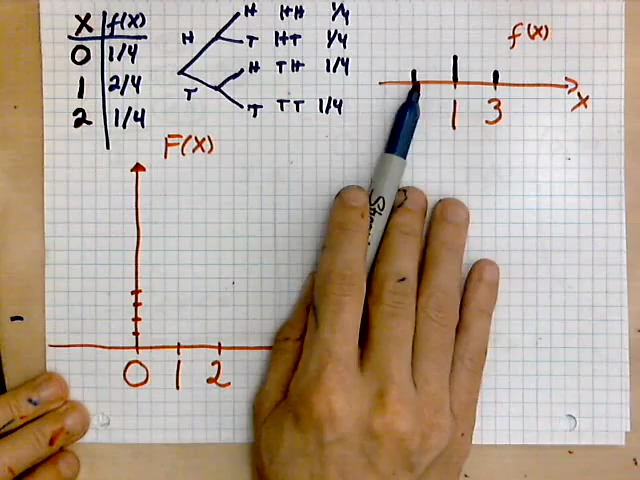 X f(x)
0 1/4
1 2/4
2 1/4
H H HH 1/4
T HT 1/4
T H TH 1/4
T TT 1/4
f(x)
x
1 3
F(X)
0 1 2